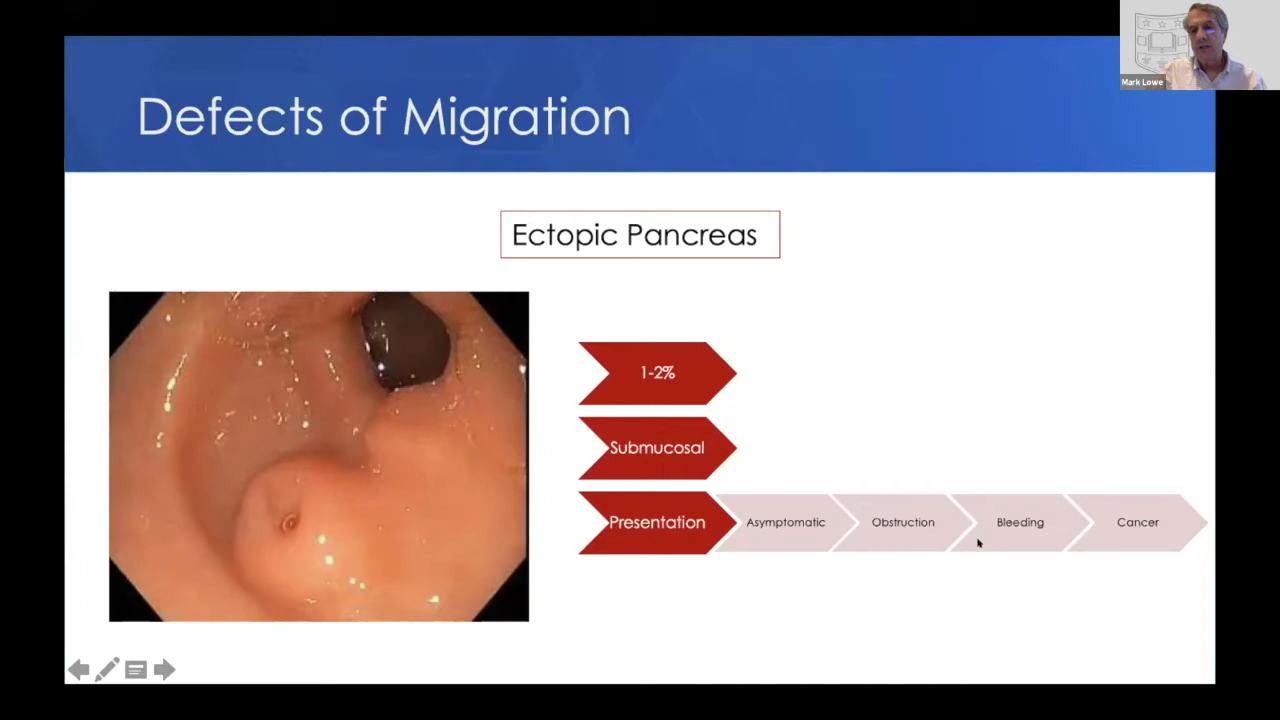 Mark Lowe
Defects of Migration
Ectopic Pancreas
1-2%
Submucosal
Presentation
Asymptomatic
Obstruction
Bleeding
Cancer